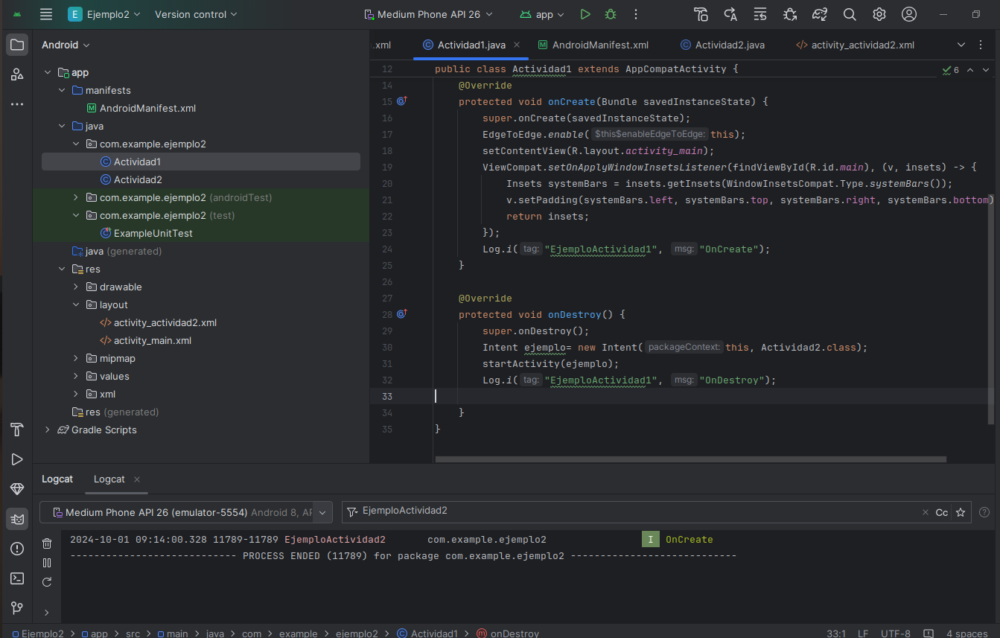 E Ejemplo2 Version control Medium Phone API 26 app
Android
app
manifests
AndroidManifest.xml
java
com.example.ejemplo2
Actividad1
Actividad2
com.example.ejemplo2 (androidTest)
com.example.ejemplo2 (test)
ExampleUnitTest
java (generated)
res
drawable
layout
activity_actividad2.xml
activity_main.xml
mipmap
values
xml
res (generated)
Gradle Scripts
.xml Actividad1.java AndroidManifest.xml Actividad2.java activity_actividad2.xml
12 public class Actividad1 extends AppCompatActivity { 6
14 @Override
15 protected void onCreate(Bundle savedInstanceState) {
16 super.onCreate(savedInstanceState);
17 EdgeToEdge.enable( $this$enableEdgeToEdge: this);
18 setContentView(R.layout.activity_main);
19 ViewCompat.setOnApplyWindowInsetsListener(findViewById(R.id.main), (v, insets) -> {
20 Insets systemBars = insets.getInsets(WindowInsetsCompat.Type.systemBars());
21 v.setPadding(systemBars.left, systemBars.top, systemBars.right, systemBars.bottom)
22 return insets;
23 });
24 Log.i( tag: "EjemploActividad1", msg: "OnCreate");
25 }
26
27 @Override
28 protected void onDestroy() {
29 super.onDestroy();
30 Intent ejemplo= new Intent( packageContext: this, Actividad2.class);
31 startActivity(ejemplo);
32 Log.i( tag: "EjemploActividad1", msg: "OnDestroy");
33
34 }
35 }
Logcat Logcat
Medium Phone API 26 (emulator-5554) Android 8, AP EjemploActividad2 Cc
2024-10-01 09:14:00.328 11789-11789 EjemploActividad2 com.example.ejemplo2 I OnCreate
---------------------------- PROCESS ENDED (11789) for package com.example.ejemplo2 ----------------------------
Ejemplo2 > app > src > main > java > com > example > ejemplo2 > Actividad1 > onDestroy 33:1 LF UTF-8 4 spaces